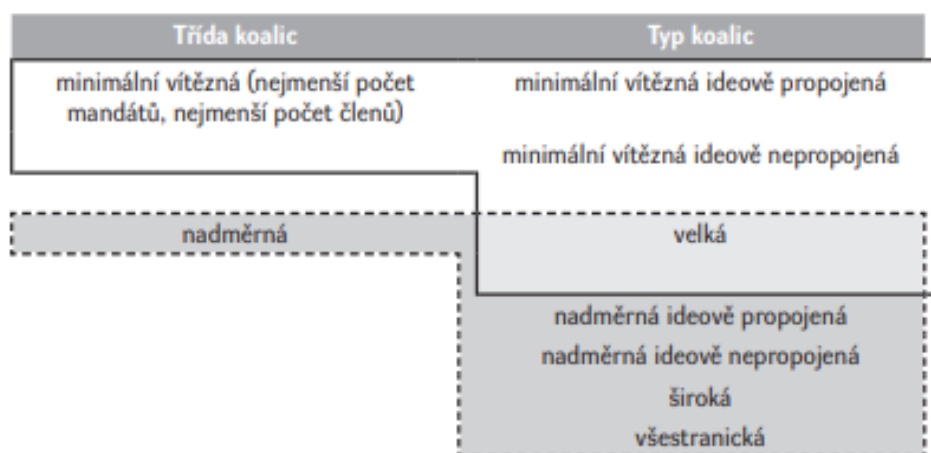 Třída koalic
Typ koalic
minimální vítězná (nejmenší počet
mandátů, nejmenší počet členů)
minimální vítězná ideově propojená
minimální vítězná ideově nepropojená
nadměrná
velká
nadměrná ideově propojená
nadměrná ideově nepropojená
široká
všestranická